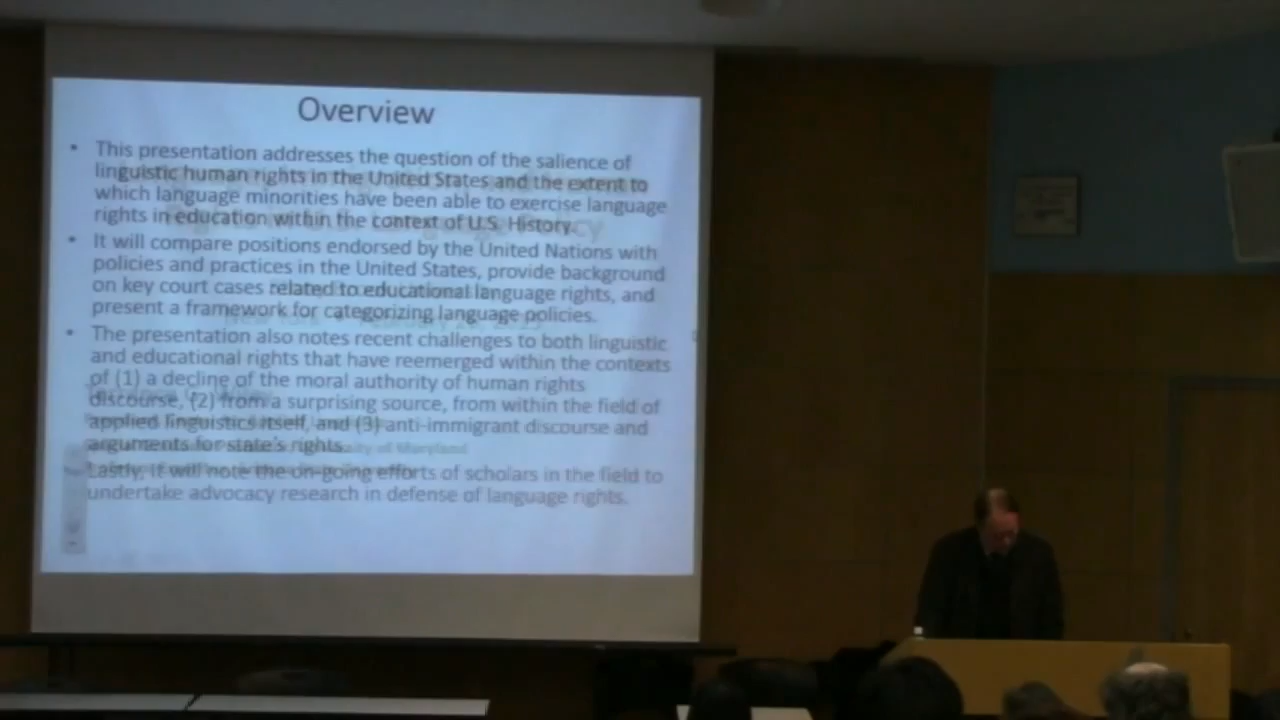 Overview
• This presentation addresses the question of the salience of
linguistic human rights in the United States and the extent to
which language minorities have been able to exercise language
rights in education within the context of U.S. History.
• It will compare positions endorsed by the United Nations with
policies and practices in the United States, provide background
on key court cases related to educational language rights, and
present a framework for categorizing language policies.
• The presentation also notes recent challenges to both linguistic
and educational rights that have reemerged within the contexts
of (1) a decline of the moral authority of human rights
discourse, (2) from a surprising source, from within the field of
applied linguistics itself, and (3) anti-immigrant discourse and
arguments for state's rights.
Lastly, it will note the on-going efforts of scholars in the field to
undertake advocacy research in defense of language rights.
of Maryland